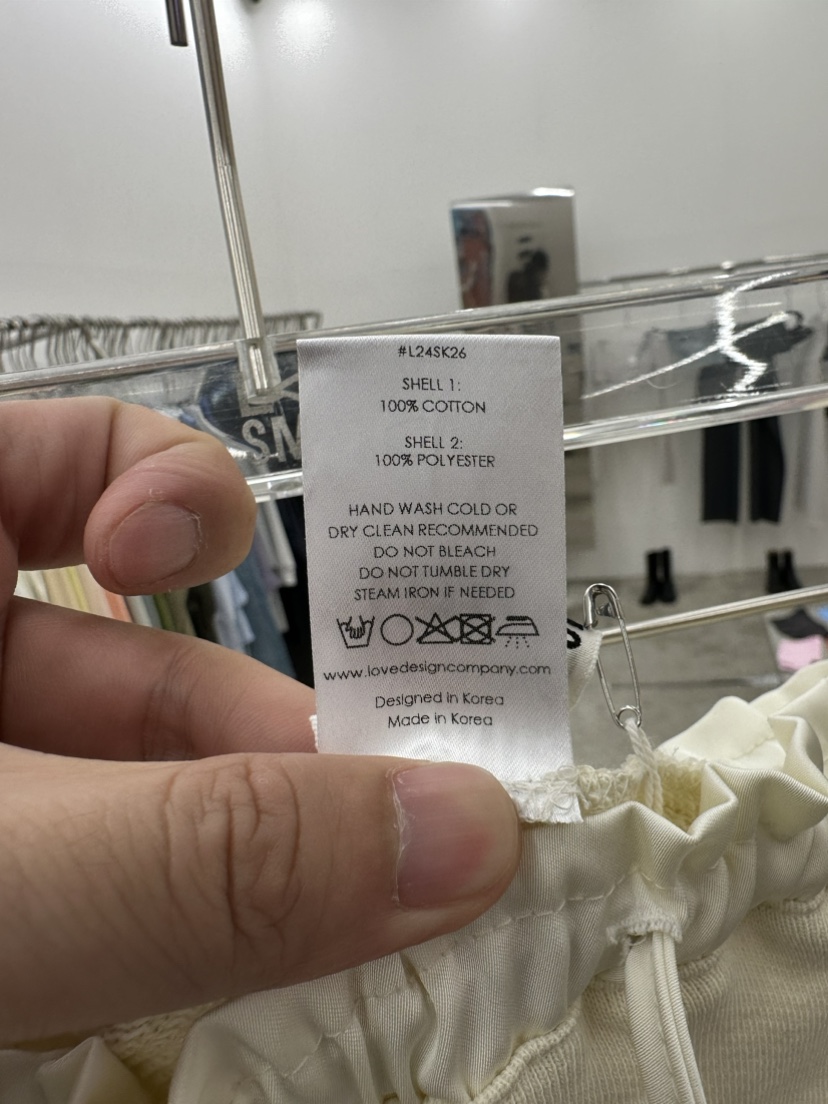 #L24SK26
SHELL 1:
100% COTTON
SHELL 2:
100% POLYESTER
HAND WASH COLD OR
DRY CLEAN RECOMMENDED
DO NOT BLEACH
DO NOT TUMBLE DRY
STEAM IRON IF NEEDED
www.lovedesigncompany.com
Designed in Korea
Made in Korea